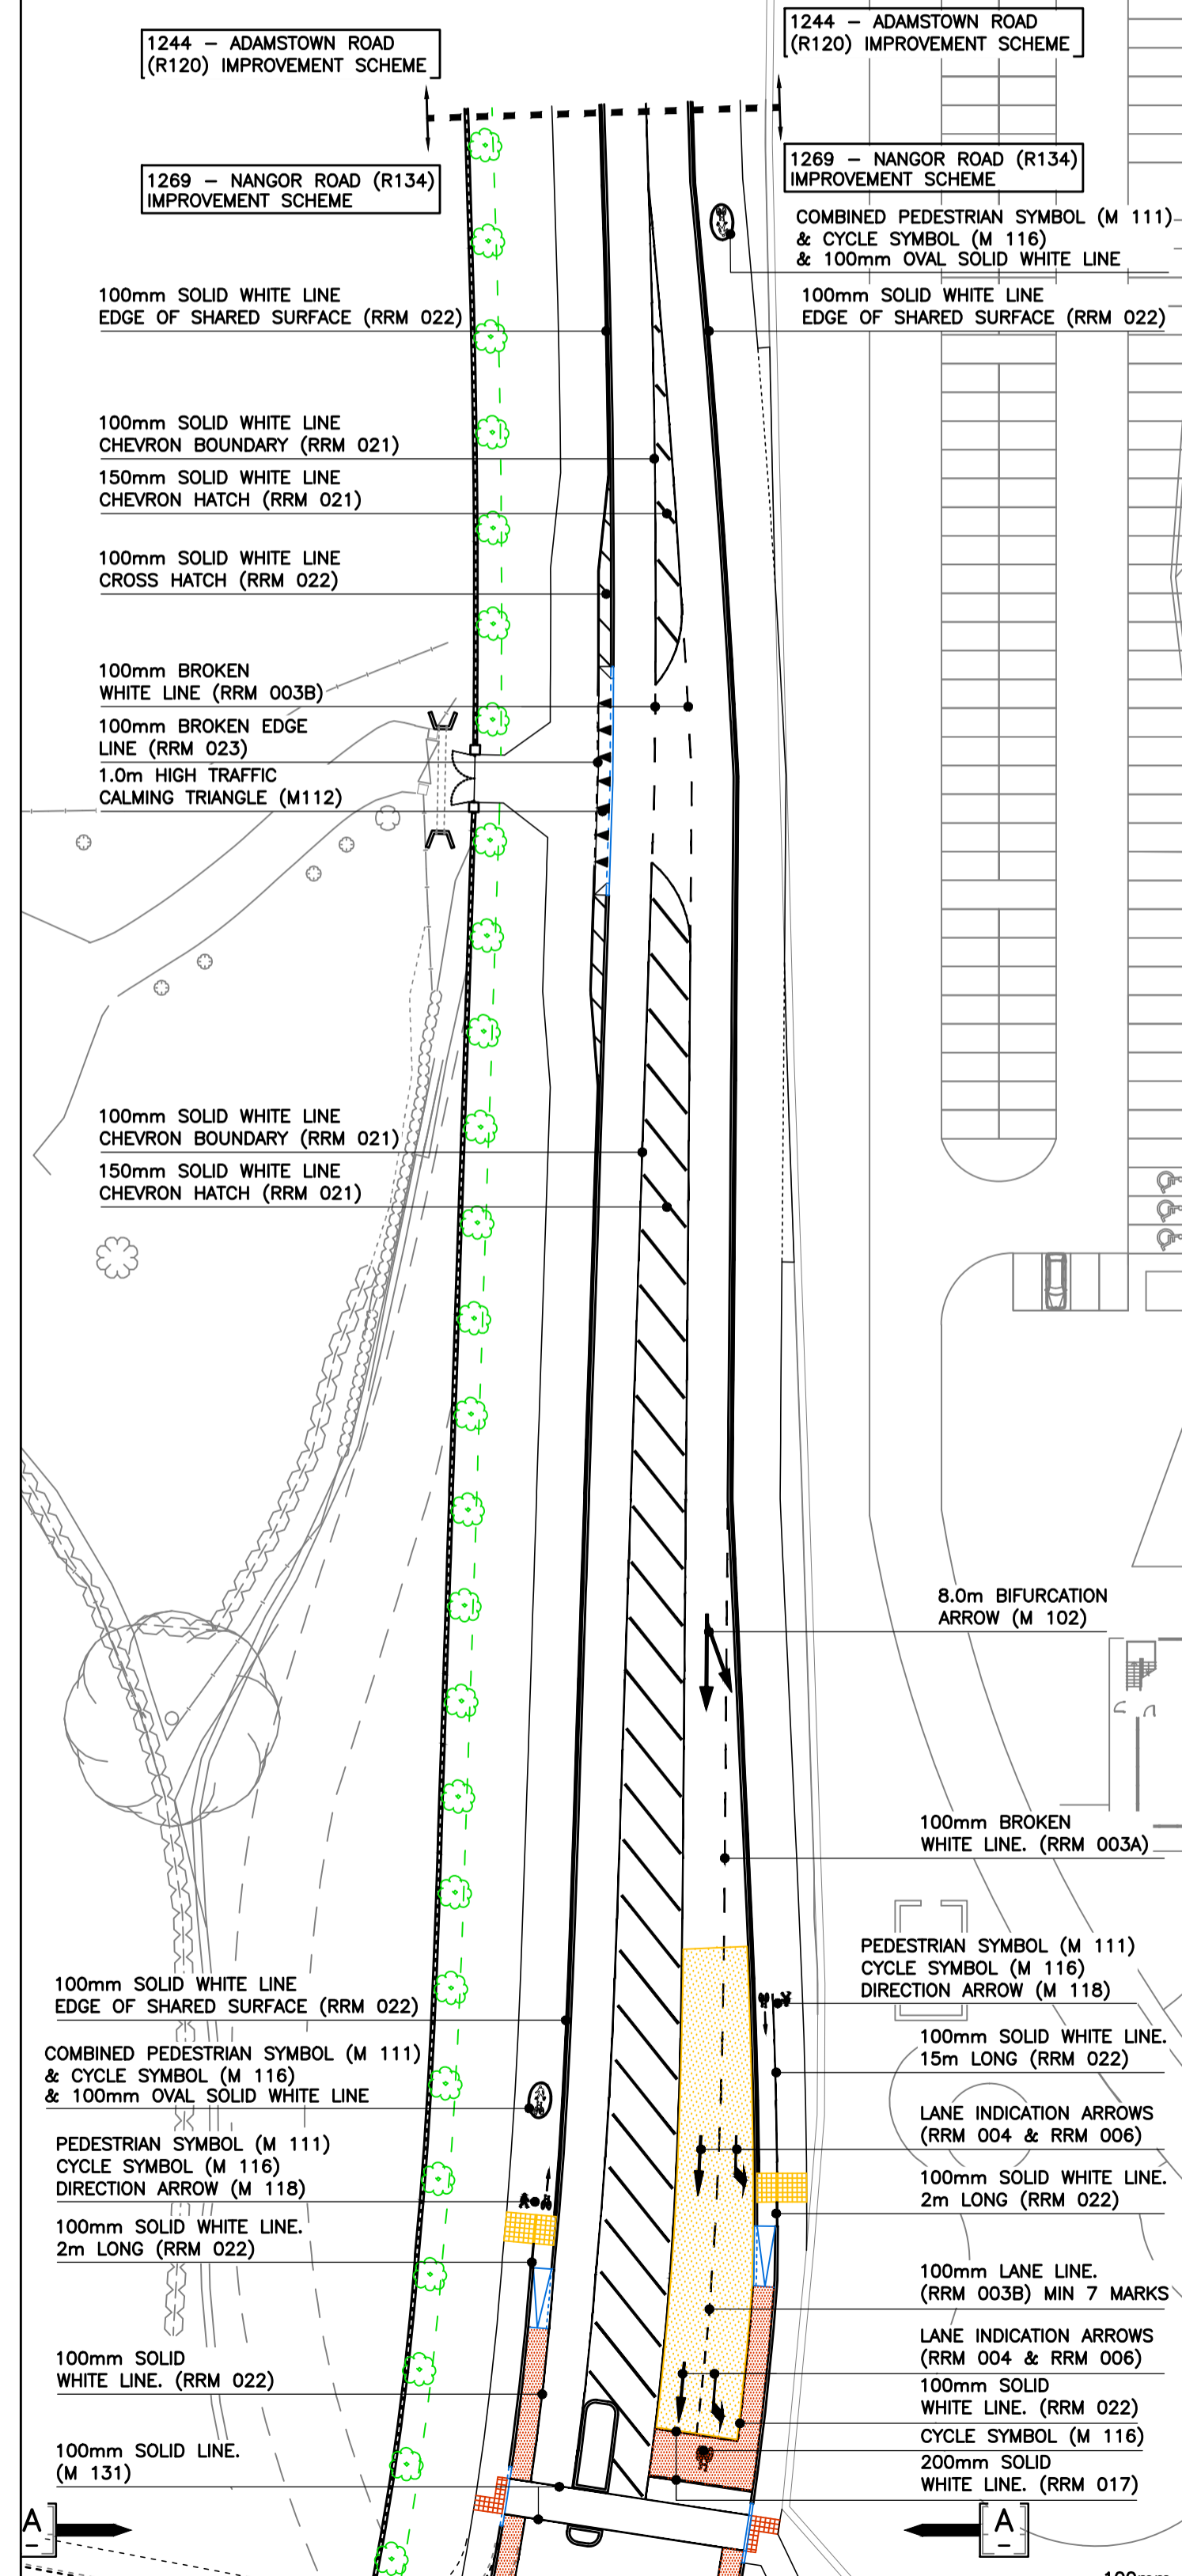 1244 – ADAMSTOWN ROAD
(R120) IMPROVEMENT SCHEME
1244 – ADAMSTOWN ROAD
(R120) IMPROVEMENT SCHEME
1269 – NANGOR ROAD (R134)
IMPROVEMENT SCHEME
1269 – NANGOR ROAD (R134)
IMPROVEMENT SCHEME
COMBINED PEDESTRIAN SYMBOL (M 111)
& CYCLE SYMBOL (M 116)
& 100mm OVAL SOLID WHITE LINE
100mm SOLID WHITE LINE
EDGE OF SHARED SURFACE (RRM 022)
100mm SOLID WHITE LINE
EDGE OF SHARED SURFACE (RRM 022)
100mm SOLID WHITE LINE
CHEVRON BOUNDARY (RRM 021)
150mm SOLID WHITE LINE
CHEVRON HATCH (RRM 021)
100mm SOLID WHITE LINE
CROSS HATCH (RRM 022)
100mm BROKEN
WHITE LINE (RRM 003B)
100mm BROKEN EDGE
LINE (RRM 023)
1.0m HIGH TRAFFIC
CALMING TRIANGLE (M112)
100mm SOLID WHITE LINE
CHEVRON BOUNDARY (RRM 021)
150mm SOLID WHITE LINE
CHEVRON HATCH (RRM 021)
8.0m BIFURCATION
ARROW (M 102)
100mm BROKEN
WHITE LINE. (RRM 003A)
PEDESTRIAN SYMBOL (M 111)
CYCLE SYMBOL (M 116)
DIRECTION ARROW (M 118)
100mm SOLID WHITE LINE
EDGE OF SHARED SURFACE (RRM 022)
100mm SOLID WHITE LINE.
15m LONG (RRM 022)
COMBINED PEDESTRIAN SYMBOL (M 111)
& CYCLE SYMBOL (M 116)
& 100mm OVAL SOLID WHITE LINE
LANE INDICATION ARROWS
(RRM 004 & RRM 006)
PEDESTRIAN SYMBOL (M 111)
CYCLE SYMBOL (M 116)
DIRECTION ARROW (M 118)
100mm SOLID WHITE LINE.
2m LONG (RRM 022)
100mm SOLID WHITE LINE.
2m LONG (RRM 022)
100mm LANE LINE.
(RRM 003B) MIN 7 MARKS
LANE INDICATION ARROWS
(RRM 004 & RRM 006)
100mm SOLID
WHITE LINE. (RRM 022)
100mm SOLID
WHITE LINE. (RRM 022)
CYCLE SYMBOL (M 116)
100mm SOLID LINE.
(M 131)
200mm SOLID
WHITE LINE. (RRM 017)
A
–
A
–